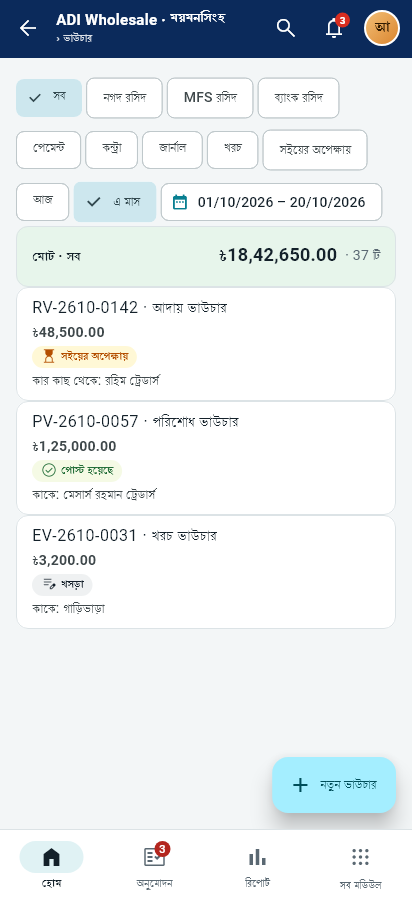 ADI Wholesale · ময়মনসিংহ
› ভাউচার
3
আ
সব
নগদ রসিদ
MFS রসিদ
ব্যাংক রসিদ
পেমেন্ট
কন্ট্রা
জার্নাল
খরচ
সইয়ের অপেক্ষায়
আজ
এ মাস
01/10/2026 – 20/10/2026
মোট · সব
৳18,42,650.00 · 37 টি
RV-2610-0142 · আদায় ভাউচার
৳48,500.00
সইয়ের অপেক্ষায়
কার কাছ থেকে: রহিম ট্রেডার্স
PV-2610-0057 · পরিশোধ ভাউচার
৳1,25,000.00
পোস্ট হয়েছে
কাকে: মেসার্স রহমান ট্রেডার্স
EV-2610-0031 · খরচ ভাউচার
৳3,200.00
খসড়া
কাকে: গাড়িভাড়া
নতুন ভাউচার
3
হোম
অনুমোদন
রিপোর্ট
সব মডিউল